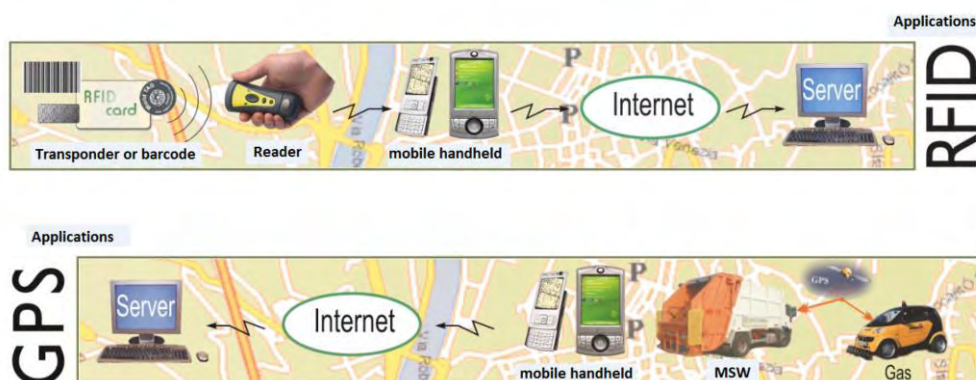 Applications
RFID
RFID
card
Transponder or barcode
Reader
mobile handheld
P
P
Internet
Server
Applications
GPS
Server
Internet
mobile handheld
P
P
MSW
GPS
Gas